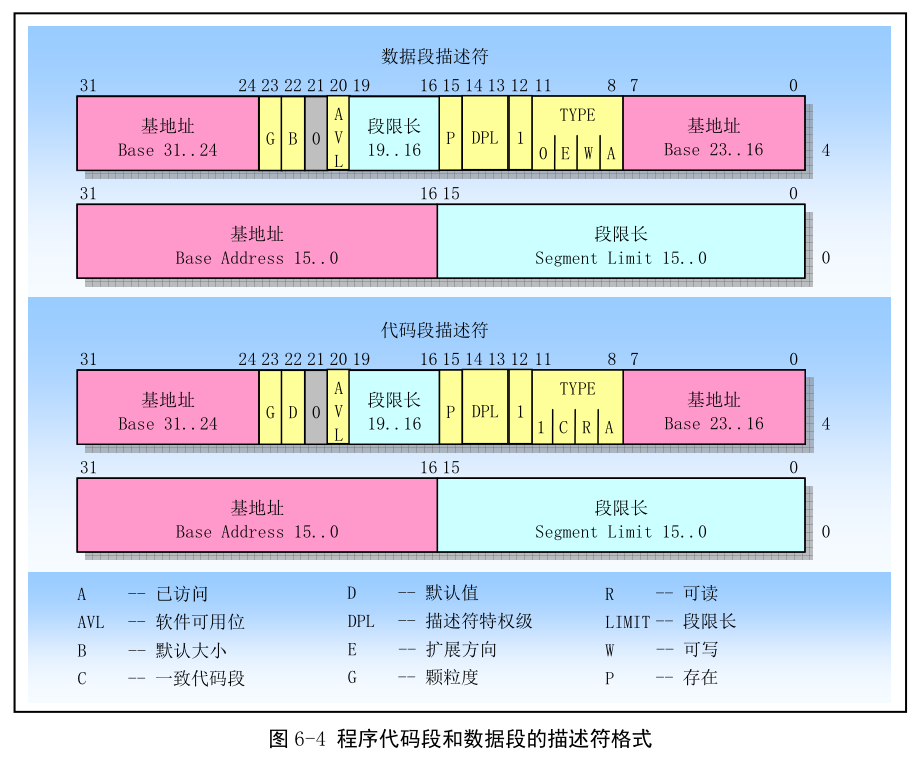 数据段描述符
31 24 23 22 21 20 19 16 15 14 13 12 11 8 7 0
基地址 Base 31..24 G B 0 AVL 段限长 19..16 P DPL 1 TYPE 0 E W A 基地址 Base 23..16 4
31 16 15 0
基地址 段限长
Base Address 15..0 Segment Limit 15..0 0
代码段描述符
31 24 23 22 21 20 19 16 15 14 13 12 11 8 7 0
基地址 Base 31..24 G D 0 AVL 段限长 19..16 P DPL 1 TYPE 1 C R A 基地址 Base 23..16 4
31 16 15 0
基地址 段限长
Base Address 15..0 Segment Limit 15..0 0
A -- 已访问 D -- 默认值 R -- 可读
AVL -- 软件可用位 DPL -- 描述符特权级 LIMIT -- 段限长
B -- 默认大小 E -- 扩展方向 W -- 可写
C -- 一致代码段 G -- 颗粒度 P -- 存在
图 6-4 程序代码段和数据段的描述符格式